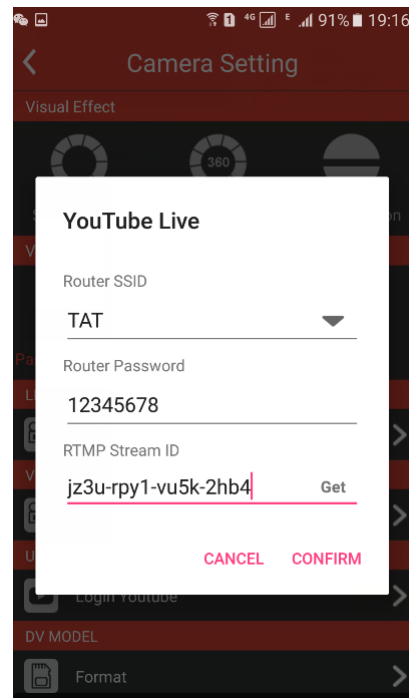 4G E 91% 19:16
Camera Setting
Visual Effect
360
YouTube Live
Router SSID
TAT
Router Password
12345678
RTMP Stream ID
jz3u-rpy1-vu5k-2hb4
Get
CANCEL CONFIRM
Login Youtube
DV MODEL
Format